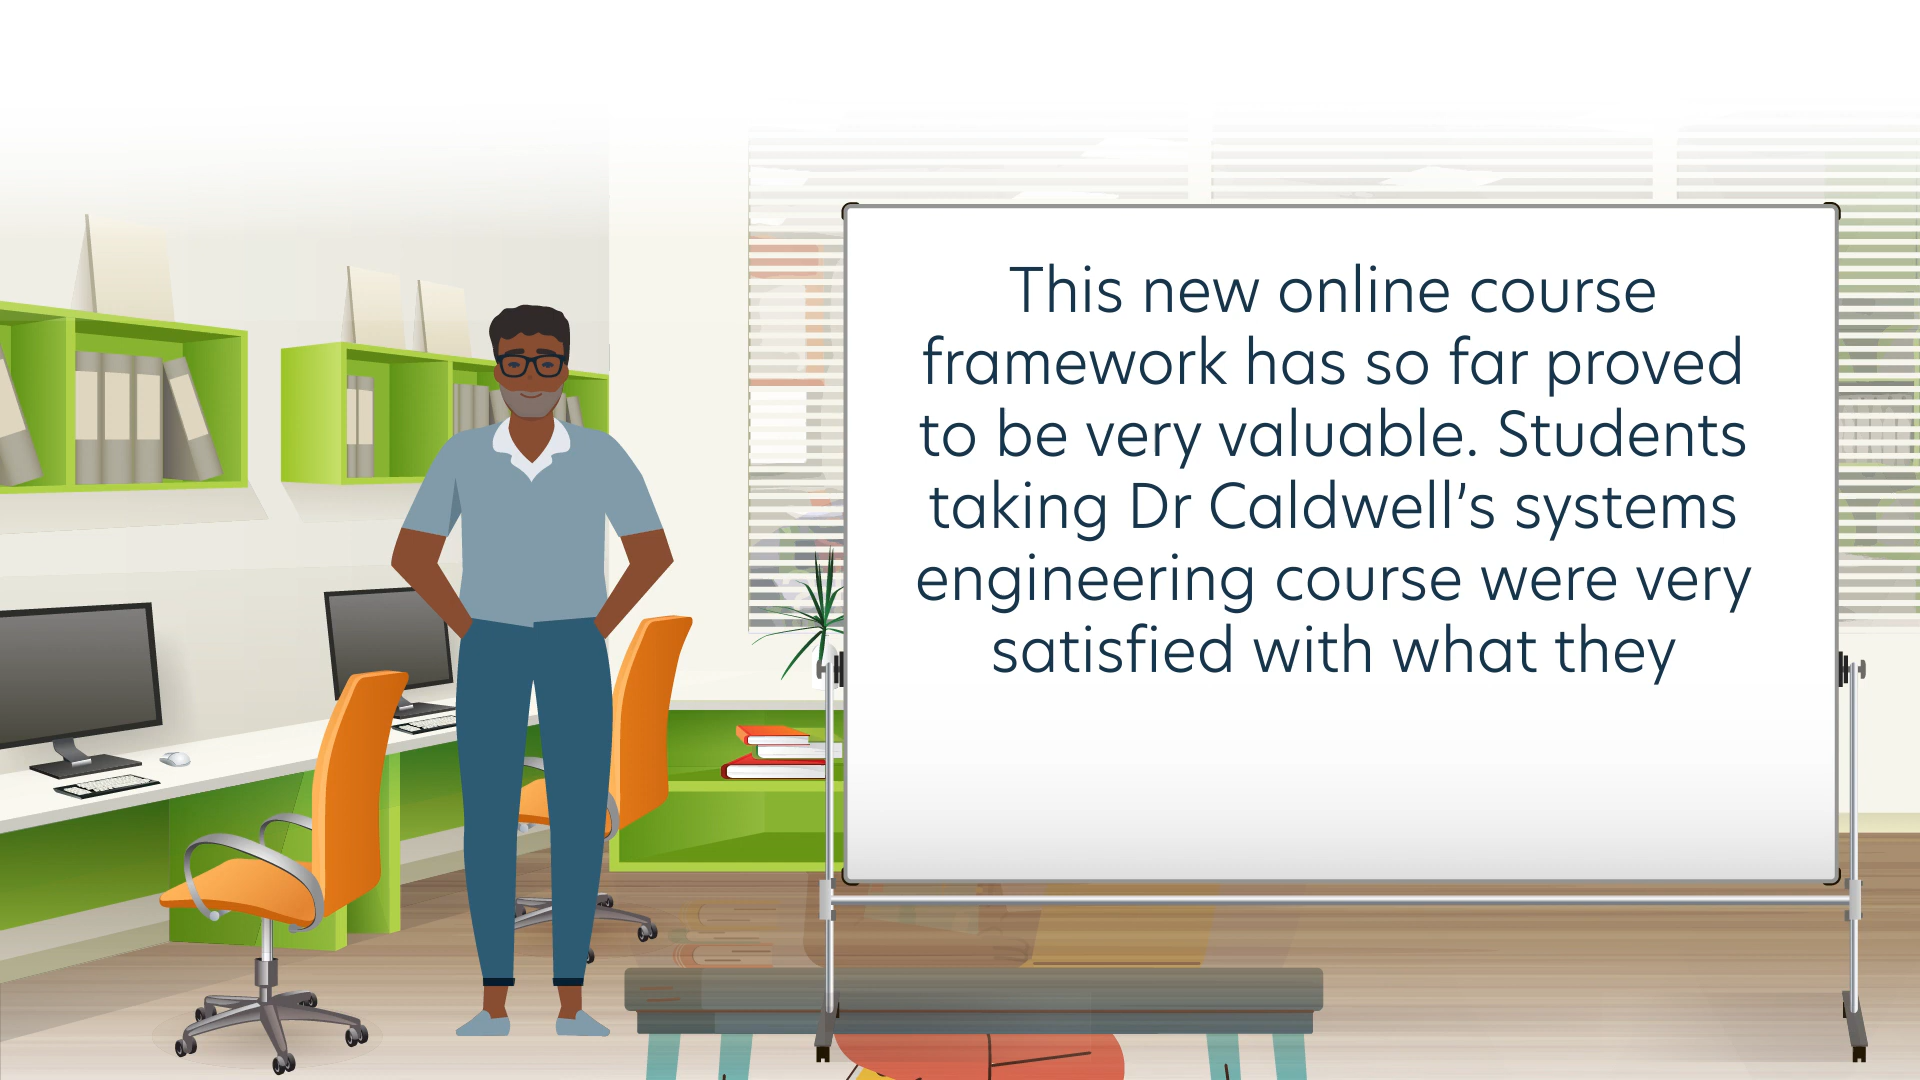 This new online course
framework has so far proved
to be very valuable. Students
taking Dr Caldwell’s systems
engineering course were very
satisfied with what they